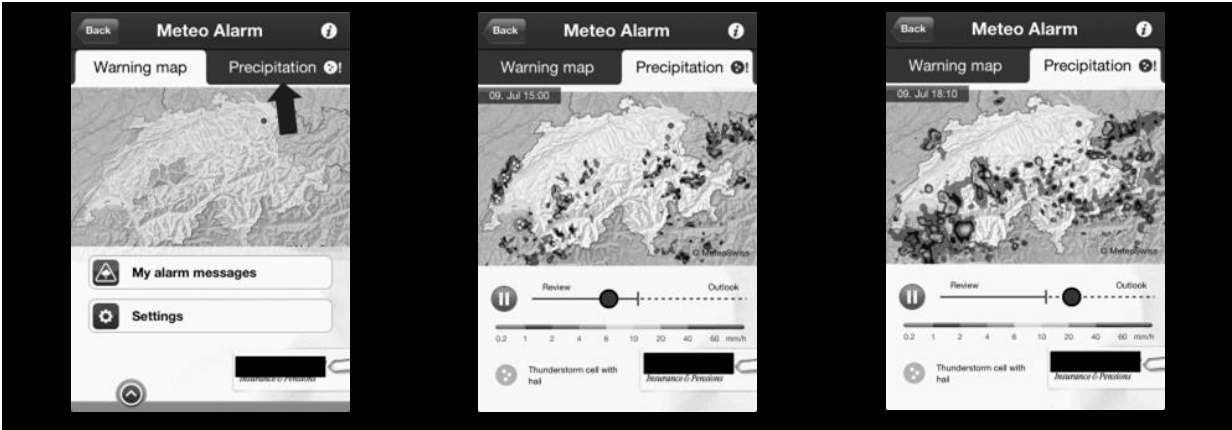 Back Meteo Alarm i
Warning map Precipitation !
My alarm messages
Settings
Insurance & Pensions
Back Meteo Alarm i
Warning map Precipitation !
09. Jul 15:00
© MeteoSwiss
Review Outlook
0.2 1 2 4 6 10 20 40 60 mm/h
Thunderstorm cell with
hail
Insurance & Pensions
Back Meteo Alarm i
Warning map Precipitation !
09. Jul 18:10
© MeteoSwiss
Review Outlook
0.2 1 2 4 6 10 20 40 60 mm/h
Thunderstorm cell with
hail
Insurance & Pensions